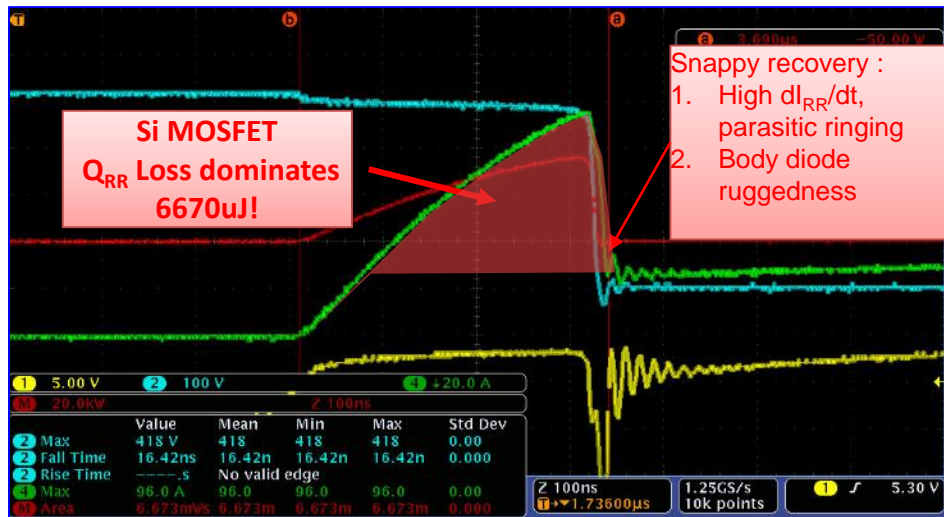 T
b
a
a 3.690µs -50.00 W
Snappy recovery :
1. High dIRR/dt,
parasitic ringing
2. Body diode
ruggedness
Si MOSFET
QRR Loss dominates
6670uJ!
1 5.00 V 2 100 V 4 ↓20.0 A
M 20.0kW Z 100ns
Value Mean Min Max Std Dev
2 Max 418 V 418 418 418 0.00
2 Fall Time 16.42ns 16.42n 16.42n 16.42n 0.000
2 Rise Time ----.s No valid edge
4 Max 96.0 A 96.0 96.0 96.0 0.00
M Area 6.673mWs 6.673m 6.673m 6.673m 0.000
Z 100ns
T→▼1.73600µs
1.25GS/s
10k points
1 ƒ 5.30 V